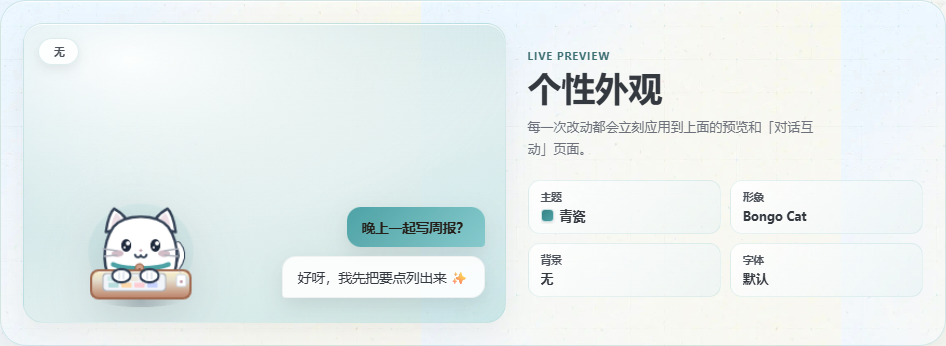 无
晚上一起写周报？
好呀，我先把要点列出来 ✨
LIVE PREVIEW
个性外观
每一次改动都会立刻应用到上面的预览和「对话互
动」页面。
主题
青瓷
形象
Bongo Cat
背景
无
字体
默认